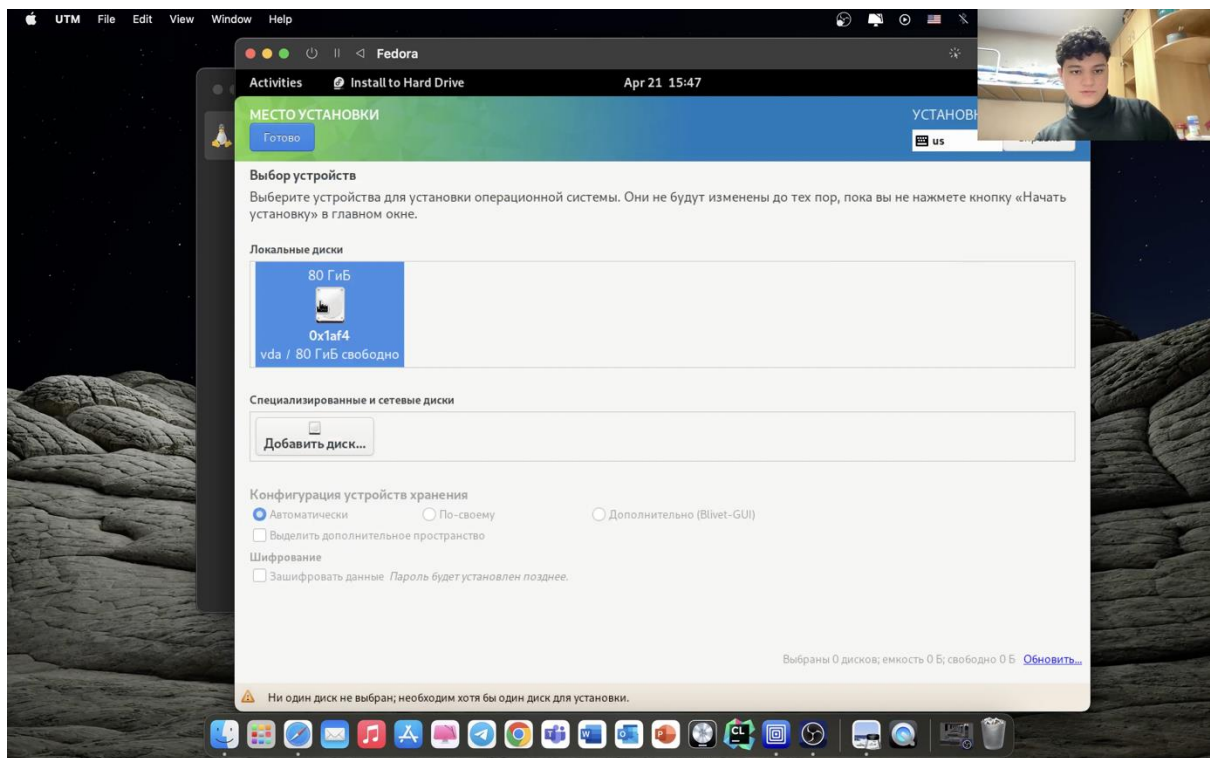 UTM File Edit View Window Help
Fedora
Activities Install to Hard Drive Apr 21 15:47
МЕСТО УСТАНОВКИ
Готово
us
Выбор устройств
Выберите устройства для установки операционной системы. Они не будут изменены до тех пор, пока вы не нажмете кнопку «Начать
установку» в главном окне.
Локальные диски
80 ГиБ
0x1af4
vda / 80 ГиБ свободно
Специализированные и сетевые диски
Добавить диск...
Конфигурация устройств хранения
Автоматически По-своему Дополнительно (Blivet-GUI)
Выделить дополнительное пространство
Шифрование
Зашифровать данные Пароль будет установлен позднее.
Выбраны 0 дисков; емкость 0 Б; свободно 0 Б Обновить...
Ни один диск не выбран; необходим хотя бы один диск для установки.
CL